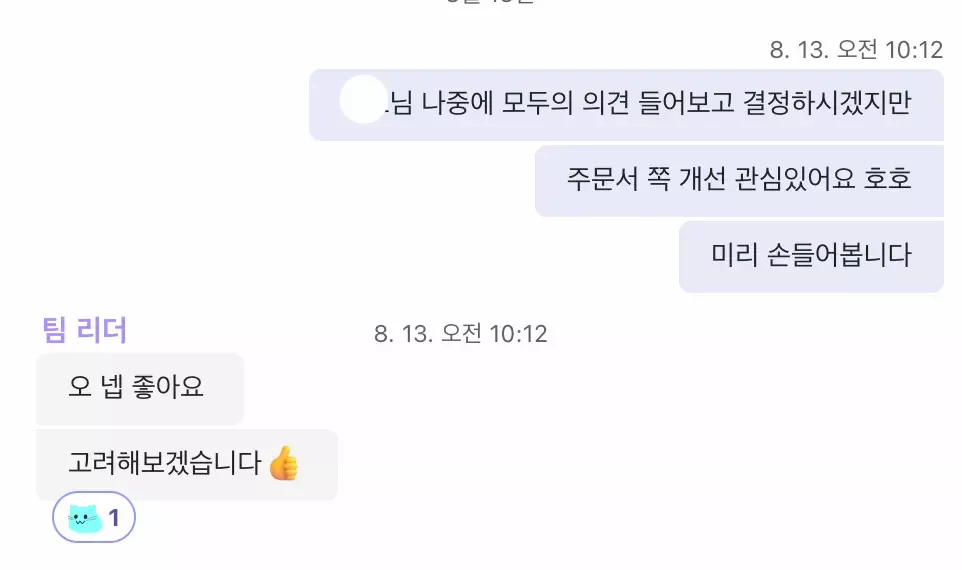 8. 13. 오전 10:12
님 나중에 모두의 의견 들어보고 결정하시겠지만
주문서 쪽 개선 관심있어요 호호
미리 손들어봅니다
팀 리더
8. 13. 오전 10:12
오 넵 좋아요
고려해보겠습니다👍
1